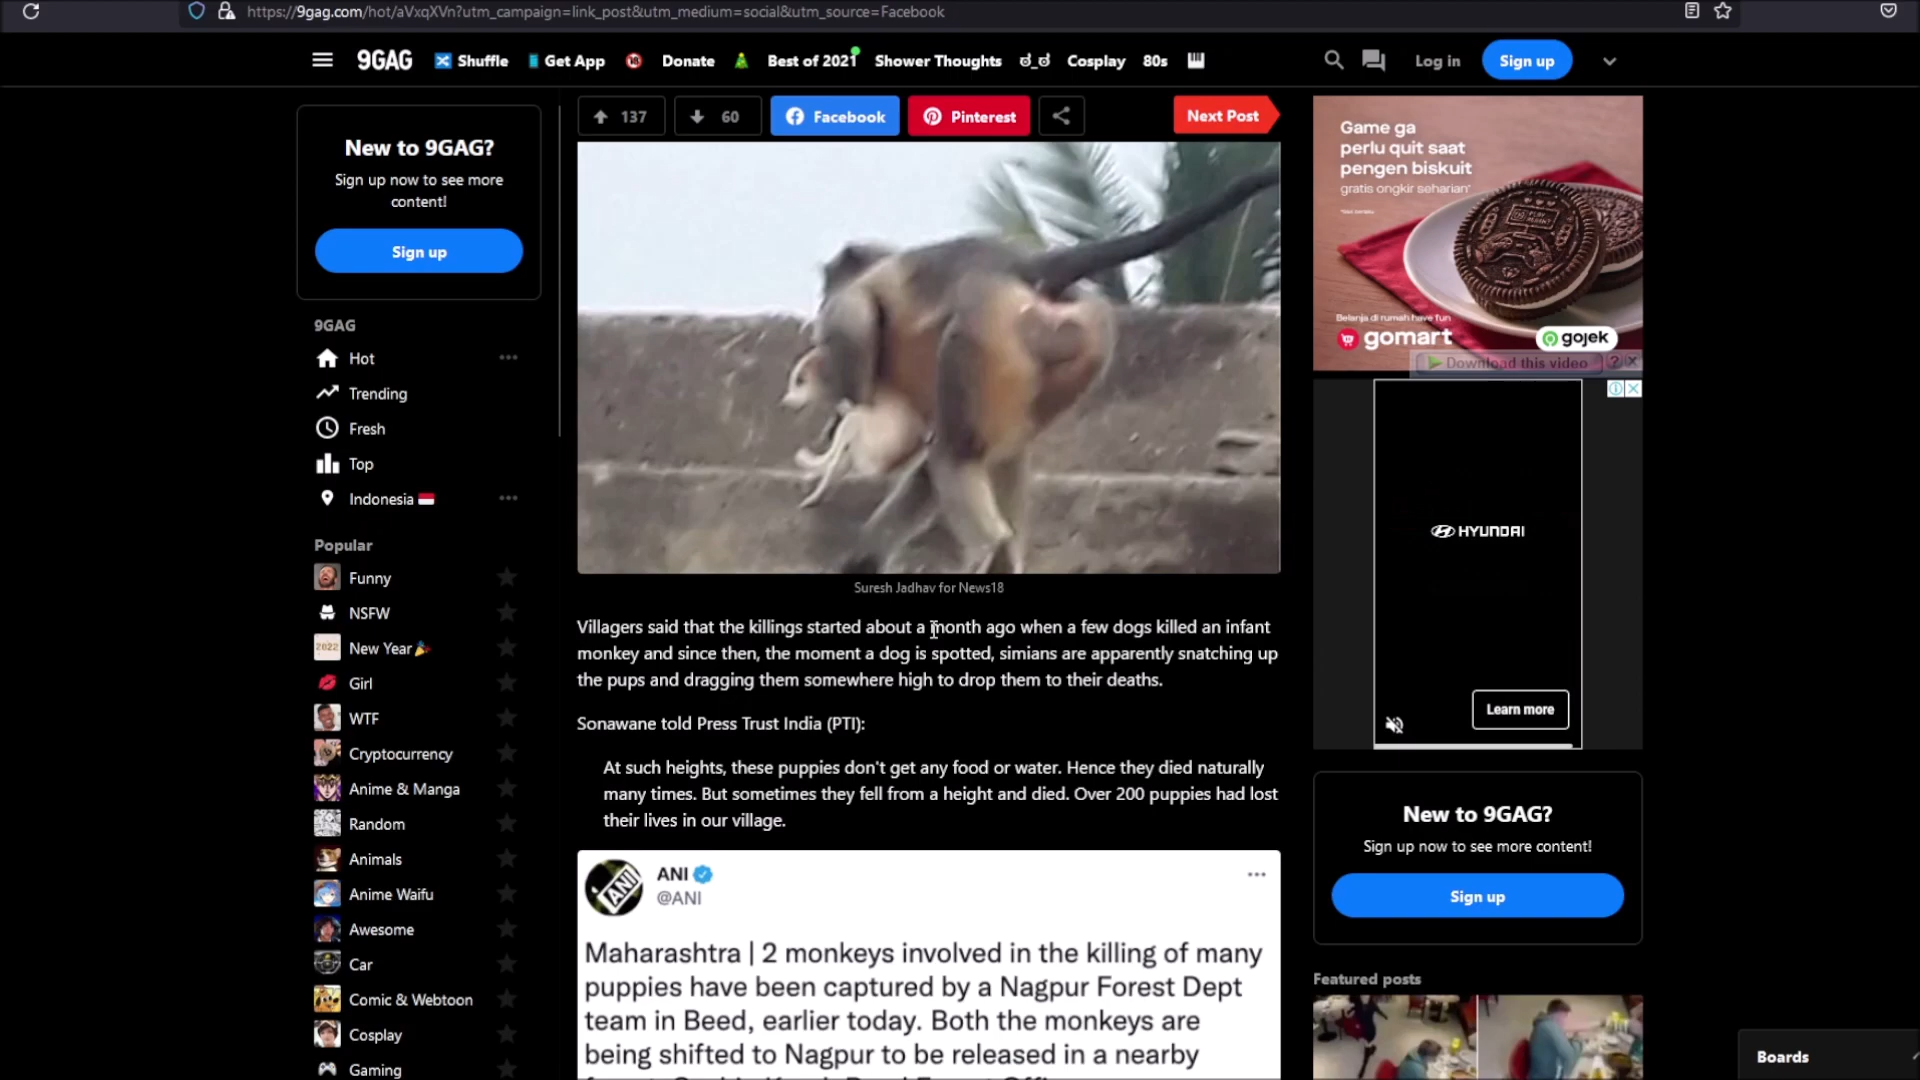 https://9gag.com/hot/aVxqXVn?utm_campaign=link_post&utm_medium=social&utm_source=Facebook
9GAG
Shuffle
Get App
18
Donate
Best of 2021
Shower Thoughts
ಠ_ಠ
Cosplay
80s
Log in
Sign up
New to 9GAG?
Sign up now to see more
content!
Sign up
9GAG
Hot
Trending
Fresh
Top
Indonesia
Popular
Funny
NSFW
2022
New Year
Girl
WTF
Cryptocurrency
Anime & Manga
Random
Animals
Anime Waifu
Awesome
Car
Comic & Webtoon
Cosplay
Gaming
137
60
Facebook
Pinterest
Next Post
Suresh Jadhav for News18
Villagers said that the killings started about a month ago when a few dogs killed an infant
monkey and since then, the moment a dog is spotted, simians are apparently snatching up
the pups and dragging them somewhere high to drop them to their deaths.
Sonawane told Press Trust India (PTI):
At such heights, these puppies don't get any food or water. Hence they died naturally
many times. But sometimes they fell from a height and died. Over 200 puppies had lost
their lives in our village.
ANI
ANI
@ANI
Maharashtra | 2 monkeys involved in the killing of many
puppies have been captured by a Nagpur Forest Dept
team in Beed, earlier today. Both the monkeys are
being shifted to Nagpur to be released in a nearby
Game ga
perlu quit saat
pengen biskuit
gratis ongkir seharian*
Belanja di rumah have fun
gomart
gojek
Download this video
?
HYUNDAI
Learn more
New to 9GAG?
Sign up now to see more content!
Sign up
Featured posts
Boards